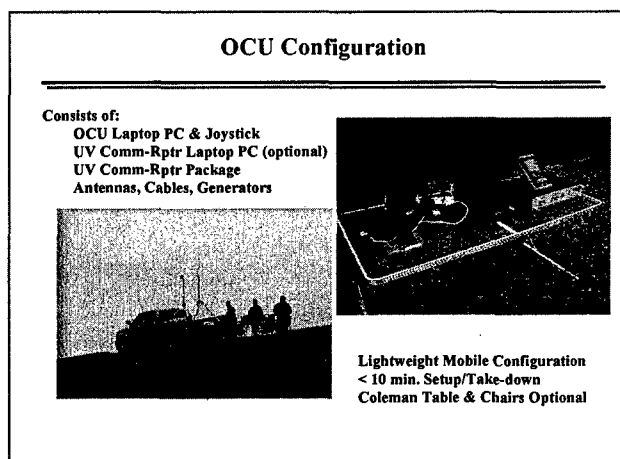 OCU Configuration
Consists of:
OCU Laptop PC & Joystick
UV Comm-Rptr Laptop PC (optional)
UV Comm-Rptr Package
Antennas, Cables, Generators
Lightweight Mobile Configuration
< 10 min. Setup/Take-down
Coleman Table & Chairs Optional